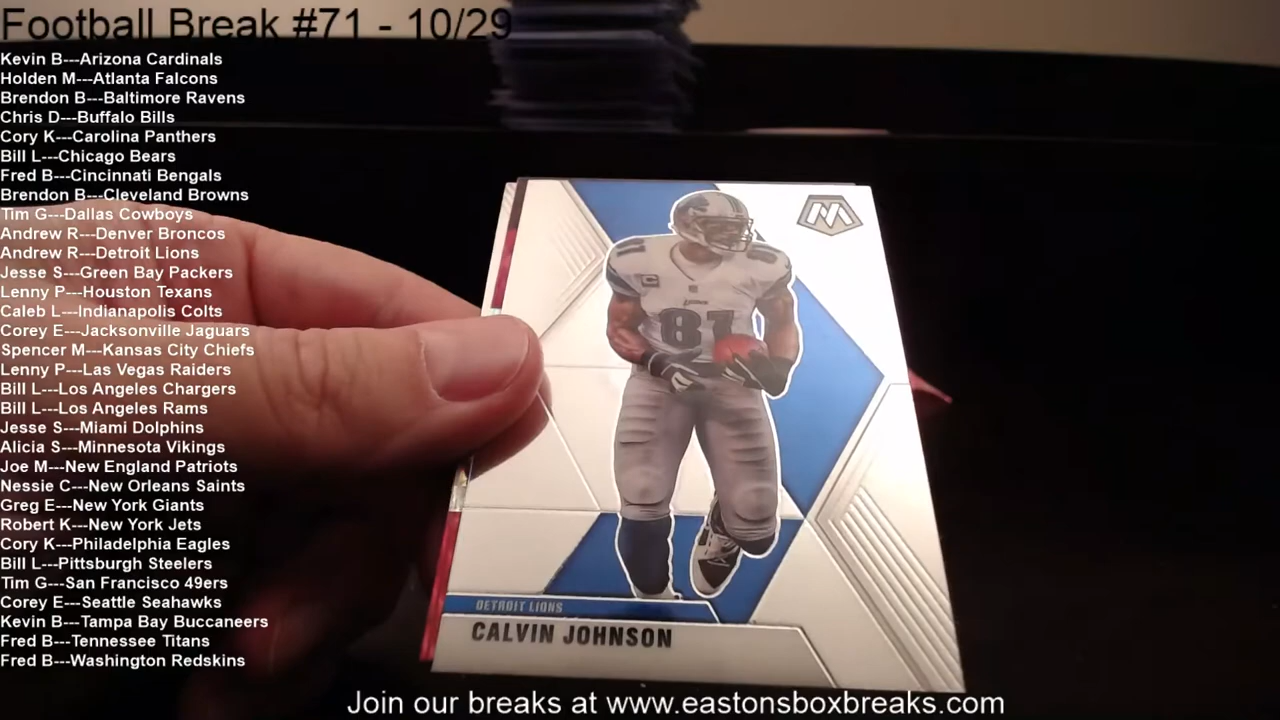 Football Break #71 - 10/29
Kevin B---Arizona Cardinals
Holden M---Atlanta Falcons
Brendon B---Baltimore Ravens
Chris D---Buffalo Bills
Cory K---Carolina Panthers
Bill L---Chicago Bears
Fred B---Cincinnati Bengals
Brendon B---Cleveland Browns
Tim G---Dallas Cowboys
Andrew R---Denver Broncos
Andrew R---Detroit Lions
Jesse S---Green Bay Packers
Lenny P---Houston Texans
Caleb L---Indianapolis Colts
Corey E---Jacksonville Jaguars
Spencer M---Kansas City Chiefs
Lenny P---Las Vegas Raiders
Bill L---Los Angeles Chargers
Bill L---Los Angeles Rams
Jesse S---Miami Dolphins
Alicia S---Minnesota Vikings
Joe M---New England Patriots
Nessie C---New Orleans Saints
Greg E---New York Giants
Robert K---New York Jets
Cory K---Philadelphia Eagles
Bill L---Pittsburgh Steelers
Tim G---San Francisco 49ers
Corey E---Seattle Seahawks
Kevin B---Tampa Bay Buccaneers
Fred B---Tennessee Titans
Fred B---Washington Redskins
M
81
C
LIONS
81
DETROIT LIONS
CALVIN JOHNSON
Join our breaks at www.eastonsboxbreaks.com